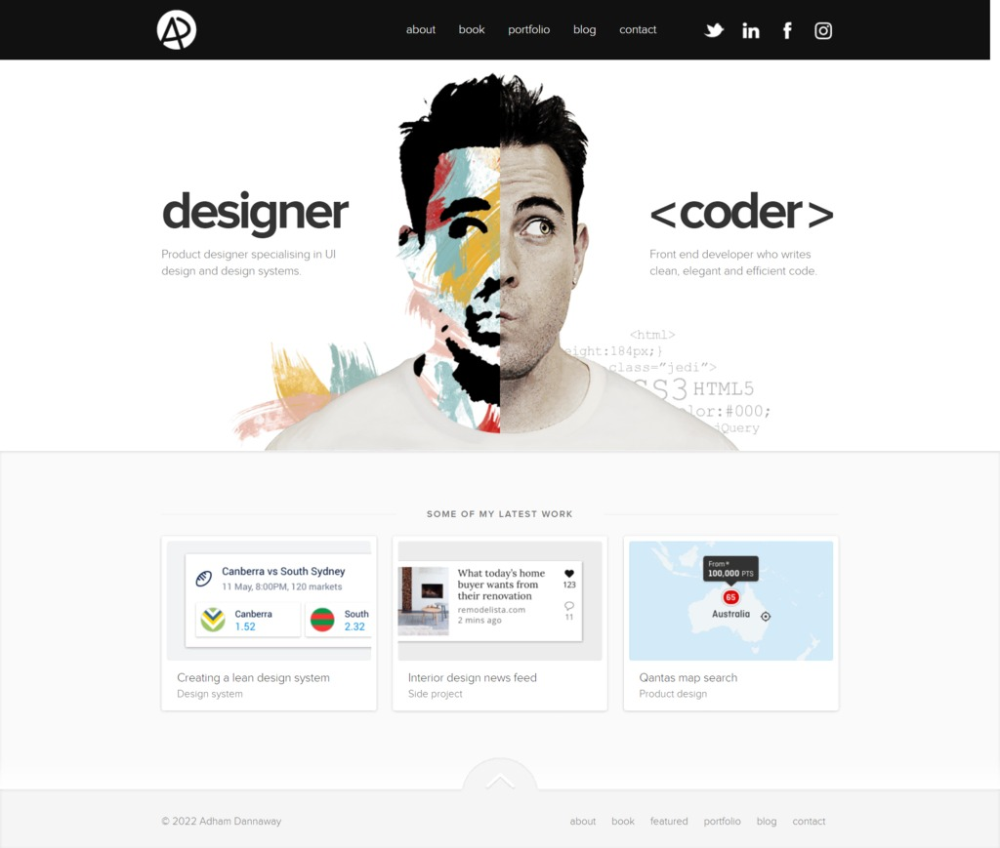 about book portfolio blog contact
designer
Product designer specialising in UI
design and design systems.
<coder>
Front end developer who writes
clean, elegant and efficient code.
<html>
eight:184px;}
class="jedi">
SS3 HTML5
lor:#000;
jQuery
SOME OF MY LATEST WORK
Canberra vs South Sydney
11 May, 8:00PM, 120 markets
Canberra
1.52
South
2.32
Creating a lean design system
Design system
What today's home
buyer wants from
their renovation
remodelista.com
2 mins ago
123
11
Interior design news feed
Side project
From*
100,000 PTS
65
Australia
Qantas map search
Product design
© 2022 Adham Dannaway
about book featured portfolio blog contact